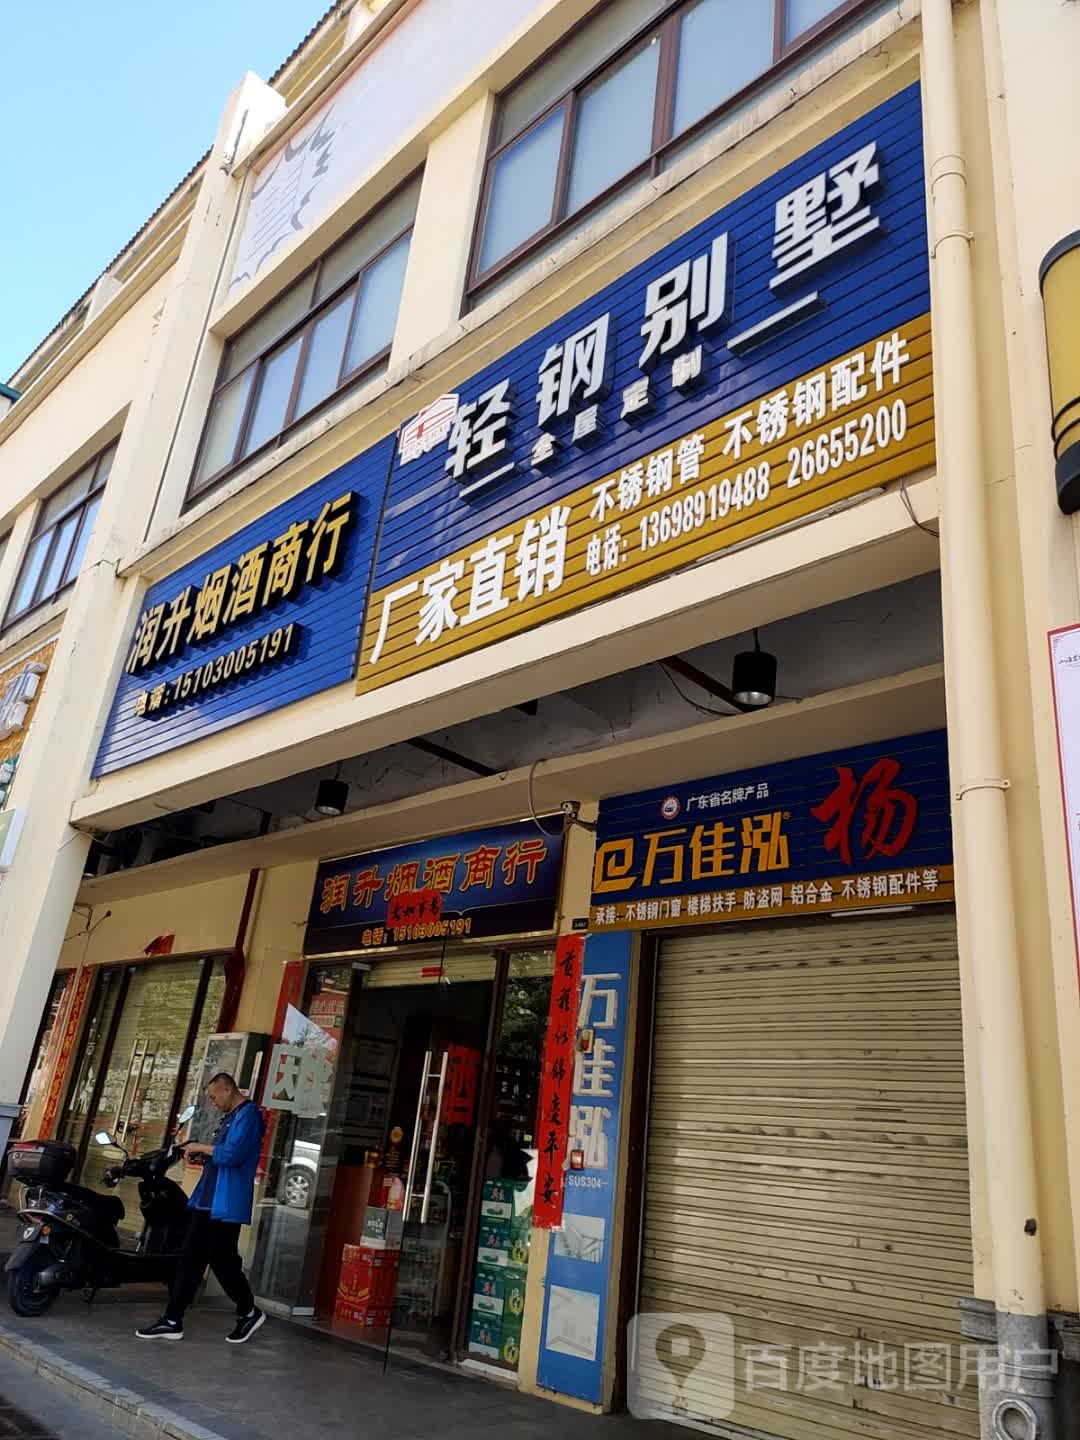 轻钢别墅
全屋定制
厂家直销
不锈钢管 不锈钢配件
电话：13698919488 26655200
润升烟酒商行
电话：15103005191
广东省名牌产品
万佳泓® 杨
承接：不锈钢门窗 楼梯扶手 防盗网 铝合金 不锈钢配件等
润升烟酒商行
电话：15103005191
万佳泓
SUS304
百度地图用户